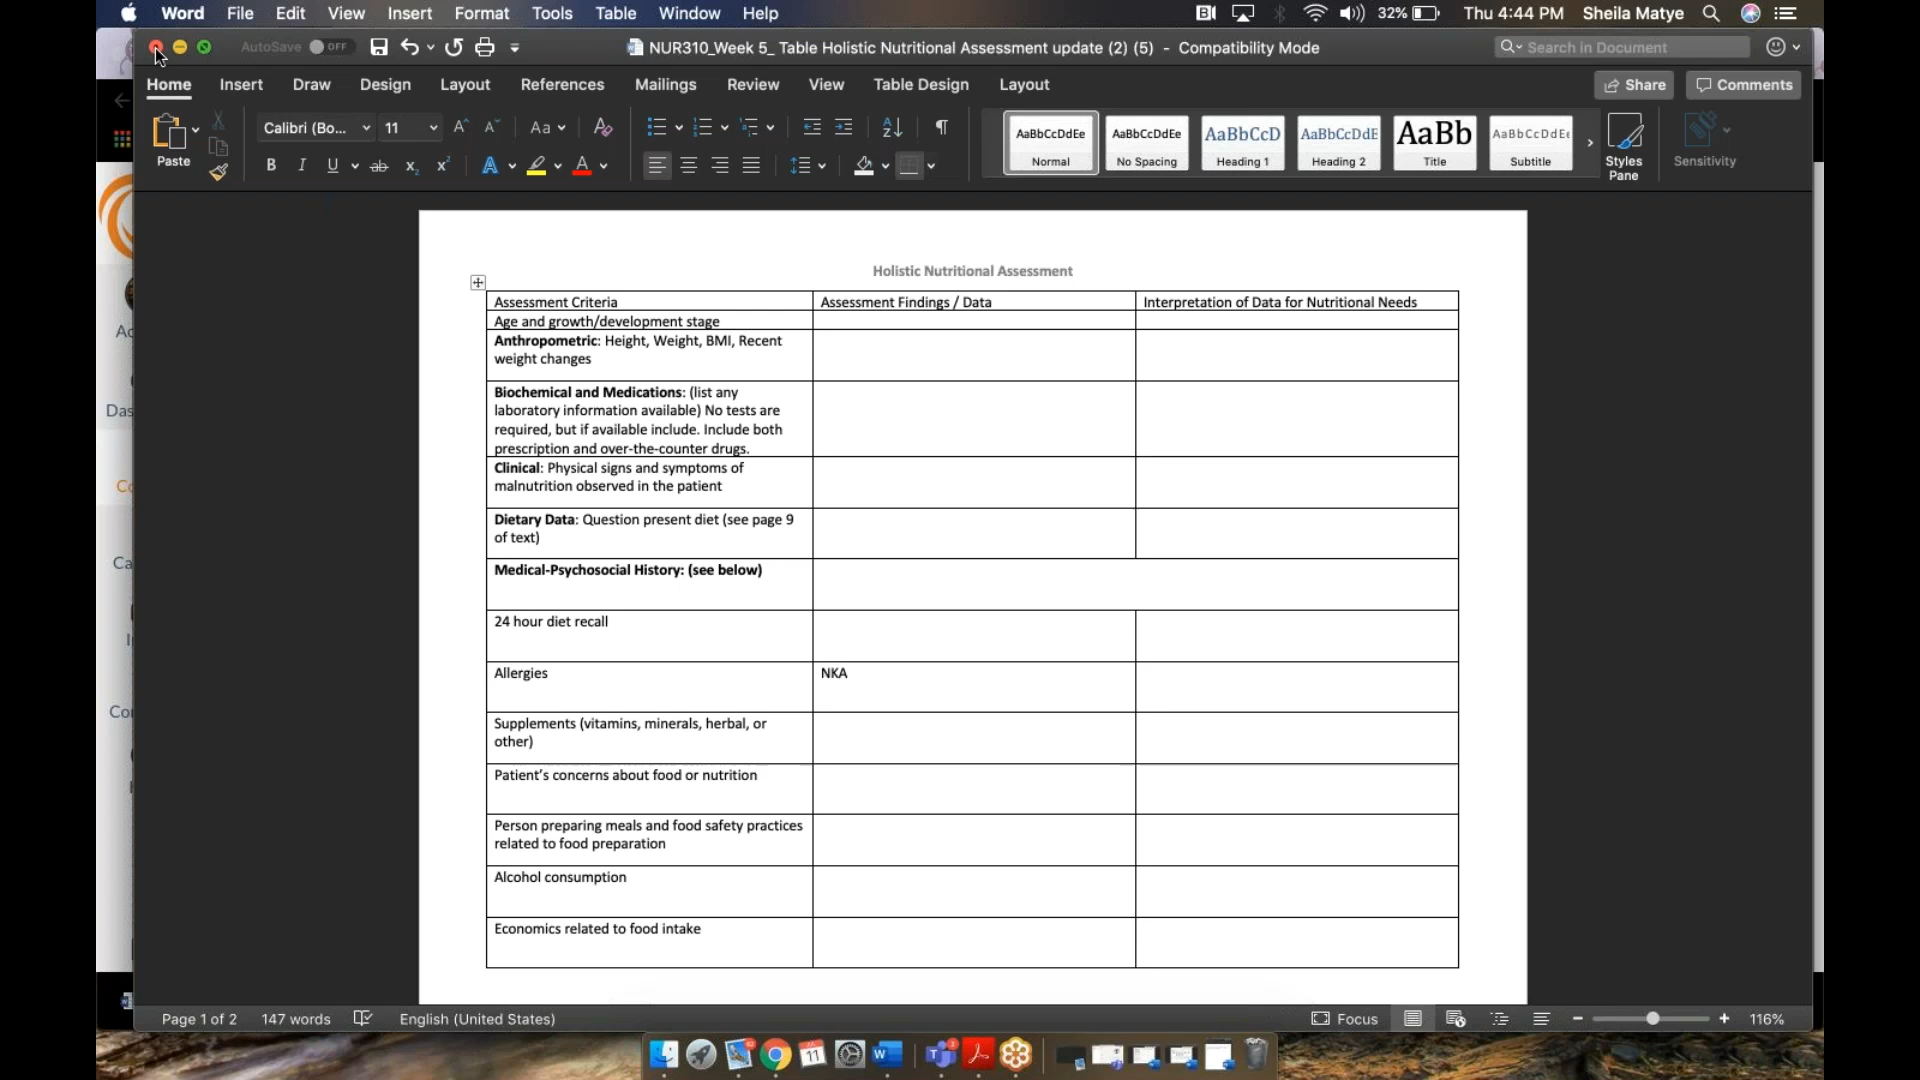 Word File Edit View Insert Format Tools Table Window Help 32% Thu 4:44 PM Sheila Matye
AutoSave OFF NUR310_Week 5_ Table Holistic Nutritional Assessment update (2) (5) - Compatibility Mode Search in Document
Home Insert Draw Design Layout References Mailings Review View Table Design Layout Share Comments
Paste
Calibri (Bo... 11
AaBbCcDdEe Normal
AaBbCcDdEe No Spacing
AaBbCcD Heading 1
AaBbCcDdE Heading 2
AaBb Title
AaBbCcDdEe Subtitle
Styles
Pane
Sensitivity
Holistic Nutritional Assessment
Assessment Criteria Assessment Findings / Data Interpretation of Data for Nutritional Needs
Age and growth/development stage
Anthropometric: Height, Weight, BMI, Recent
weight changes
Biochemical and Medications: (list any
laboratory information available) No tests are
required, but if available include. Include both
prescription and over-the-counter drugs.
Clinical: Physical signs and symptoms of
malnutrition observed in the patient
Dietary Data: Question present diet (see page 9
of text)
Medical-Psychosocial History: (see below)
24 hour diet recall
Allergies NKA
Supplements (vitamins, minerals, herbal, or
other)
Patient's concerns about food or nutrition
Person preparing meals and food safety practices
related to food preparation
Alcohol consumption
Economics related to food intake
Page 1 of 2 147 words English (United States) Focus 116%